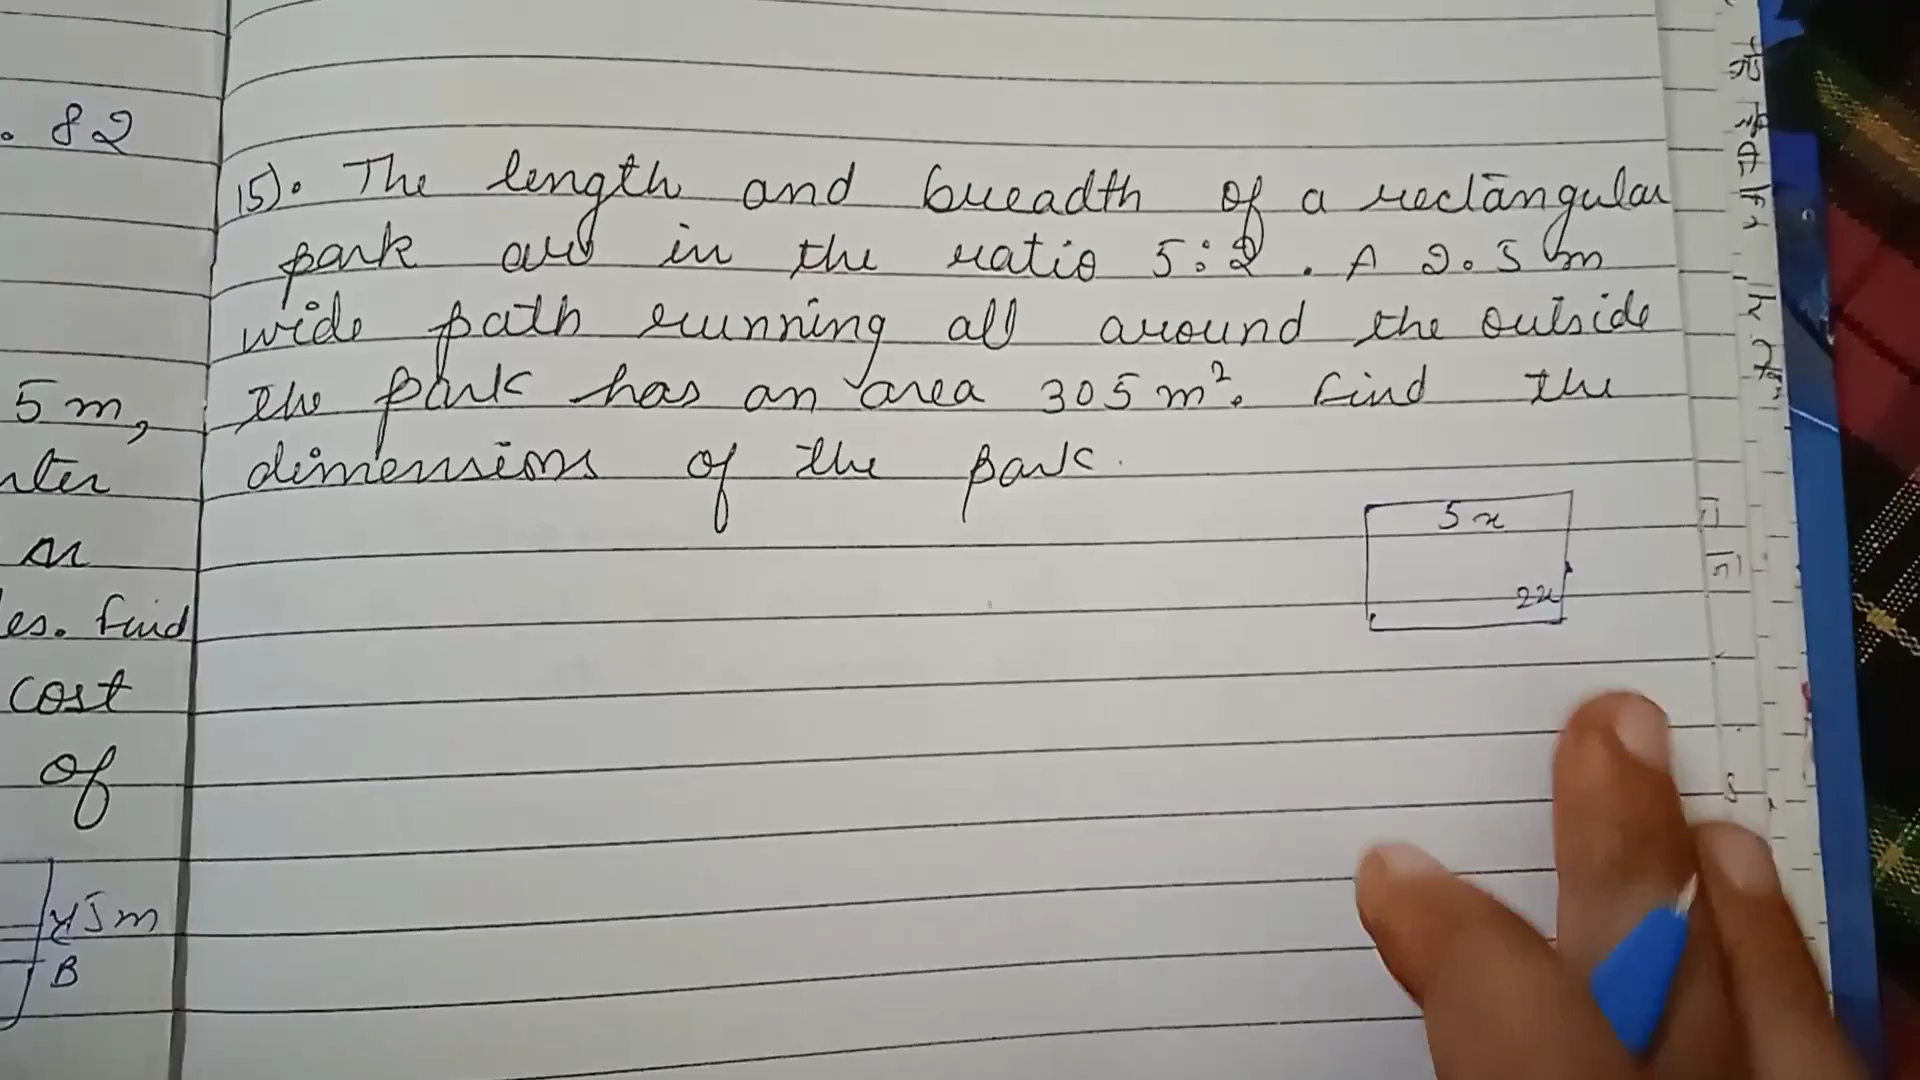 . 82
15). The length and breadth of a rectangular
park are in the ratio 5:2. A 2.5 m
wide path running all around the outside
5 m, the park has an area 305 m². find the
dimensions of the park.
5x
2x
es. find
cost
of
5m
B